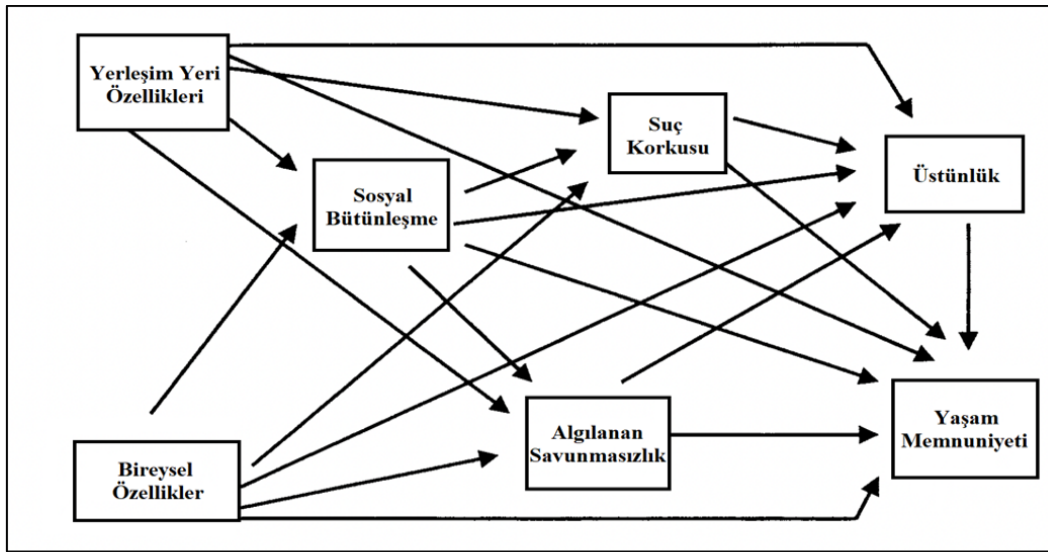 Yerleşim Yeri
Özellikleri
Suç
Korkusu
Üstünlük
Sosyal
Bütünleşme
Algılanan
Savunmasızlık
Yaşam
Memnuniyeti
Bireysel
Özellikler